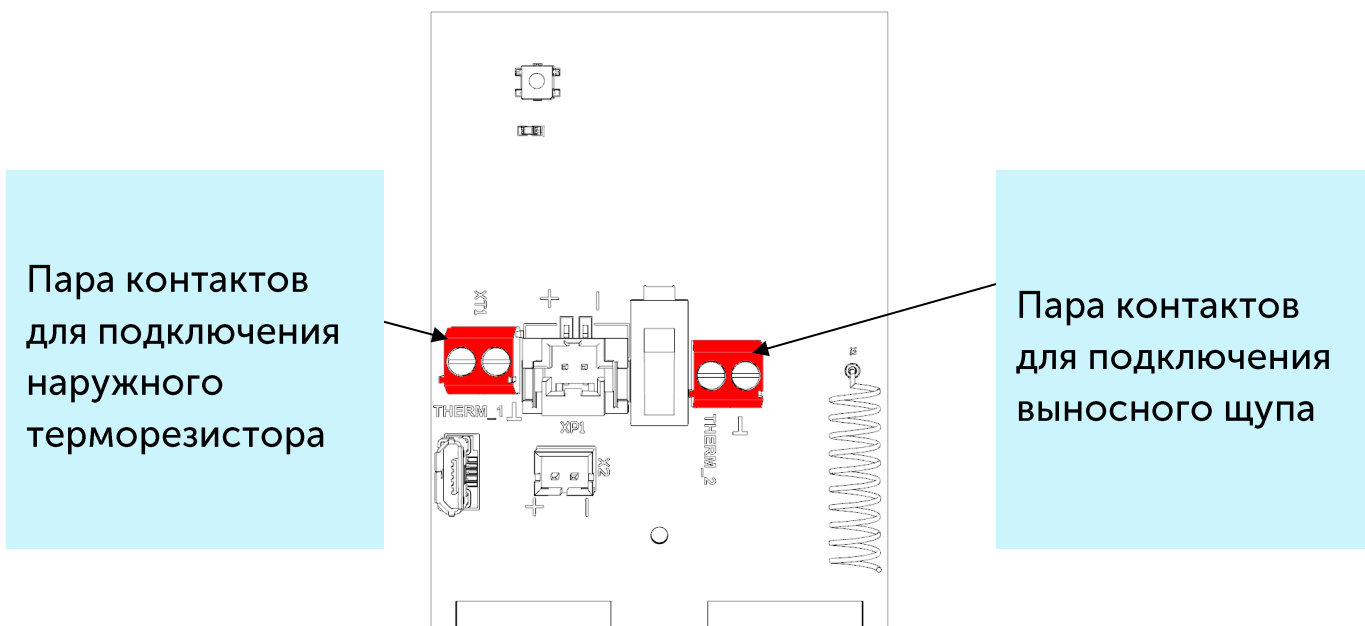 Пара контактов
для подключения
наружного
терморезистора
XT1
+ –
THERM_1 ⊥
XP1
X2
+ –
THERM_2
⊥
Пара контактов
для подключения
выносного щупа